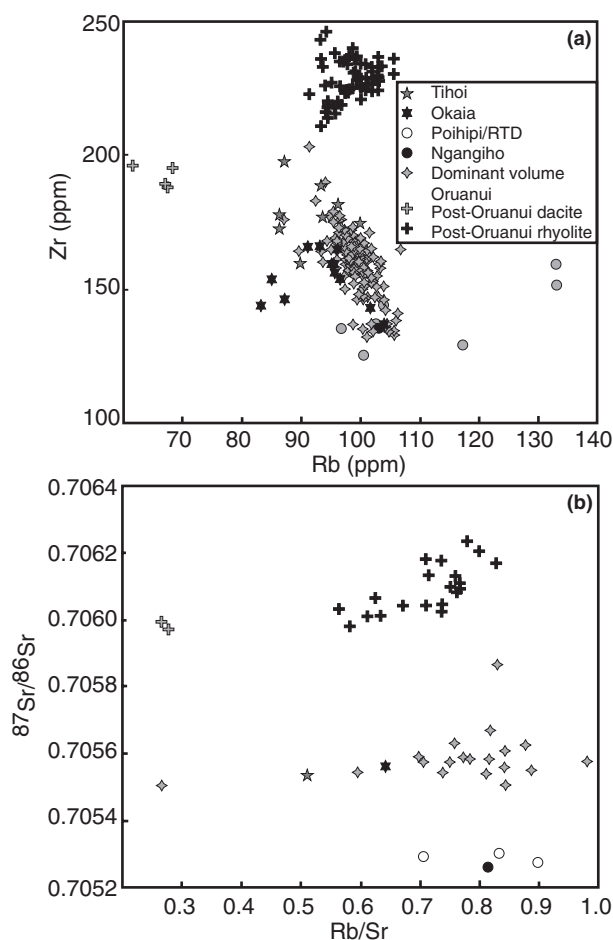 250
200
150
100
Zr (ppm)
(a)
Tihoi
Okaia
Poihipi/RTD
Ngangiho
Dominant volume
Oruanui
Post-Oruanui dacite
Post-Oruanui rhyolite
70 80 90 100 110 120 130 140
Rb (ppm)
0.7064
0.7062
0.7060
0.7058
0.7056
0.7054
0.7052
87Sr/86Sr
(b)
0.3 0.4 0.5 0.6 0.7 0.8 0.9 1.0
Rb/Sr